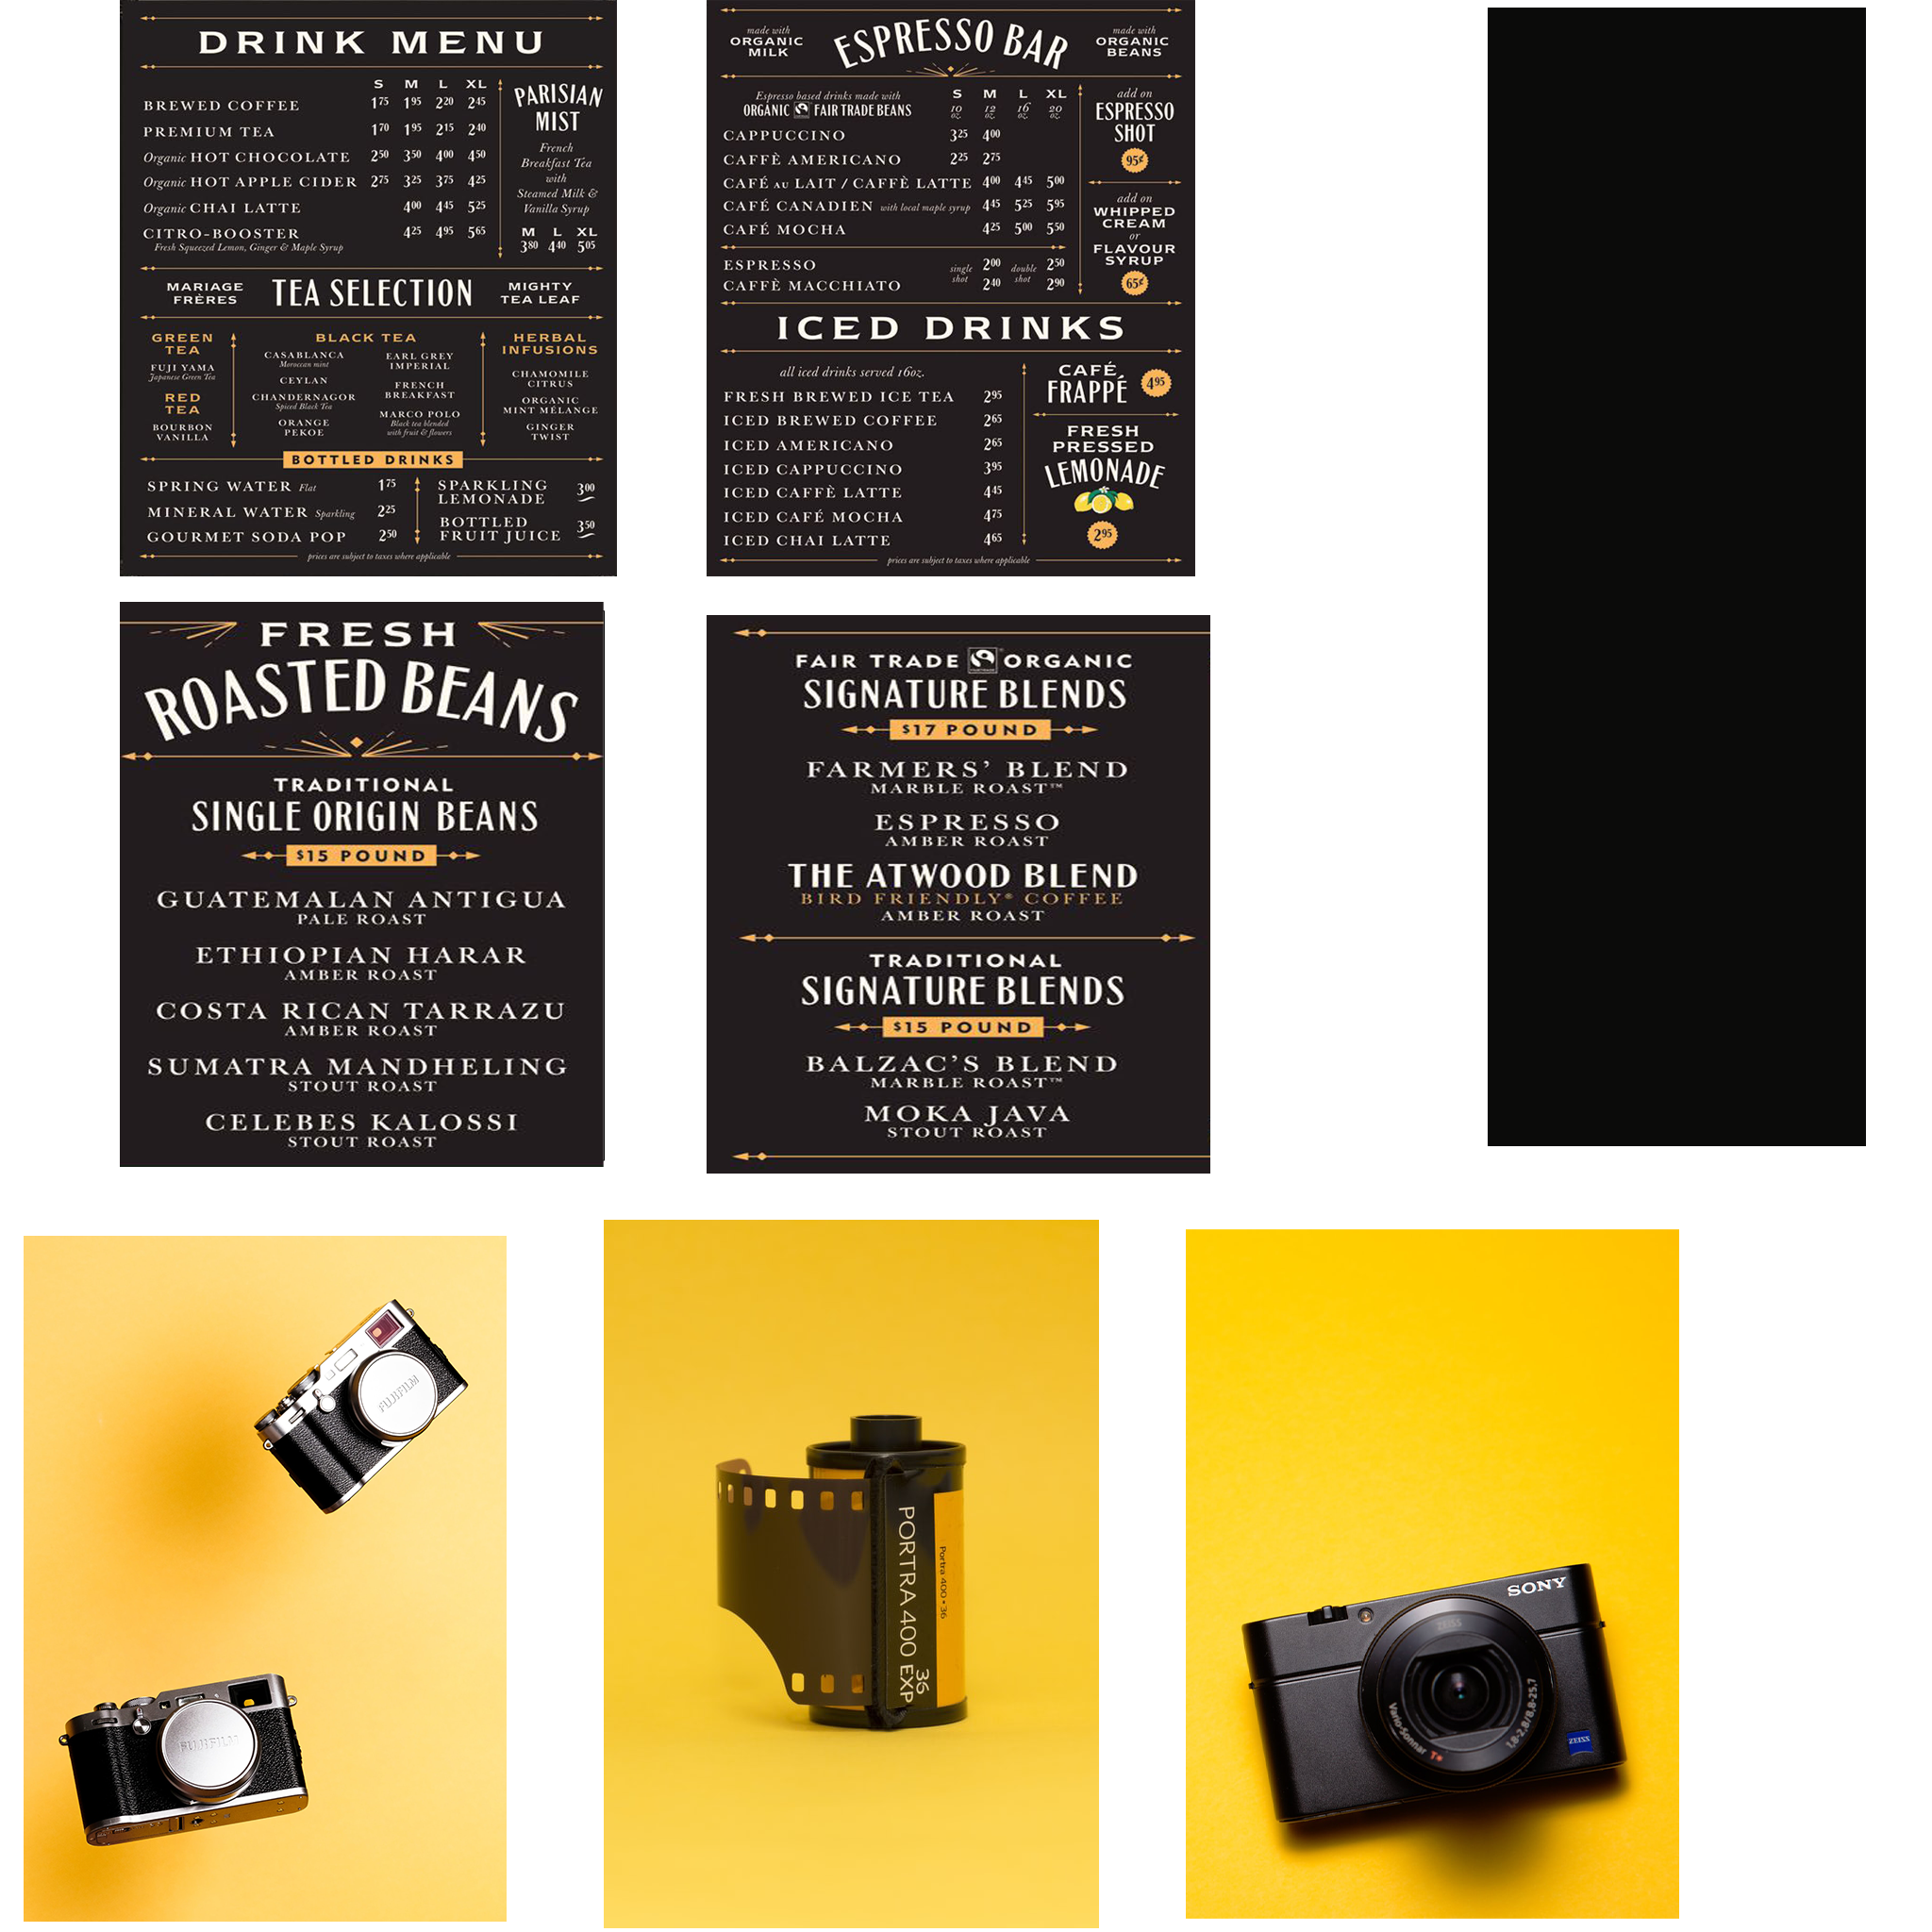 DRINK MENU
S M L XL
BREWED COFFEE 1.75 1.95 2.20 2.45
PREMIUM TEA 1.70 1.95 2.15 2.40
Organic HOT CHOCOLATE 2.50 3.50 4.00 4.50
Organic HOT APPLE CIDER 2.75 3.25 3.75 4.25
Organic CHAI LATTE 4.00 4.45 5.25
CITRO-BOOSTER 4.25 4.95 5.65
Fresh Squeezed Lemon, Ginger & Maple Syrup
PARISIAN
MIST
French
Breakfast Tea
with
Steamed Milk &
Vanilla Syrup
M L XL
3.80 4.40 5.05
MARIAGE
FRÈRES
TEA SELECTION
MIGHTY
TEA LEAF
GREEN
TEA
FUJI YAMA
Japanese Green Tea
RED
TEA
BOURBON
VANILLA
BLACK TEA
CASABLANCA
Moroccan mint
CEYLAN
CHANDERNAGOR
Spiced Black Tea
ORANGE
PEKOE
EARL GREY
IMPERIAL
FRENCH
BREAKFAST
MARCO POLO
Black tea blended
with fruit & flowers
HERBAL
INFUSIONS
CHAMOMILE
CITRUS
ORGANIC
MINT MÉLANGE
GINGER
TWIST
BOTTLED DRINKS
SPRING WATER Flat 1.75
MINERAL WATER Sparkling 2.25
GOURMET SODA POP 2.50
SPARKLING
LEMONADE 3.00
BOTTLED
FRUIT JUICE 3.50
prices are subject to taxes where applicable
made with
ORGANIC
MILK
ESPRESSO BAR
made with
ORGANIC
BEANS
Espresso based drinks made with
ORGANIC FAIR TRADE BEANS
S M L XL
10 oz. 12 oz. 16 oz. 20 oz.
CAPPUCCINO 3.25 4.00
CAFFÈ AMERICANO 2.25 2.75
CAFÉ AU LAIT / CAFFÈ LATTE 4.00 4.45 5.00
CAFÉ CANADIEN with local maple syrup 4.45 5.25 5.95
CAFÉ MOCHA 4.25 5.00 5.50
ESPRESSO single shot 2.00 double shot 2.50
CAFFÈ MACCHIATO 2.40 2.90
add on
ESPRESSO
SHOT
95¢
add on
WHIPPED
CREAM
or
FLAVOUR
SYRUP
65¢
ICED DRINKS
all iced drinks served 16oz.
FRESH BREWED ICE TEA 2.95
ICED BREWED COFFEE 2.65
ICED AMERICANO 2.65
ICED CAPPUCCINO 3.95
ICED CAFFÈ LATTE 4.45
ICED CAFÉ MOCHA 4.75
ICED CHAI LATTE 4.65
CAFÉ
FRAPPÉ 4.95
FRESH
PRESSED
LEMONADE
2.95
prices are subject to taxes where applicable
FRESH
ROASTED BEANS
TRADITIONAL
SINGLE ORIGIN BEANS
$15 POUND
GUATEMALAN ANTIGUA
PALE ROAST
ETHIOPIAN HARAR
AMBER ROAST
COSTA RICAN TARRAZU
AMBER ROAST
SUMATRA MANDHELING
STOUT ROAST
CELEBES KALOSSI
STOUT ROAST
FAIR TRADE ORGANIC
SIGNATURE BLENDS
$17 POUND
FARMERS' BLEND
MARBLE ROAST™
ESPRESSO
AMBER ROAST
THE ATWOOD BLEND
BIRD FRIENDLY® COFFEE
AMBER ROAST
TRADITIONAL
SIGNATURE BLENDS
$15 POUND
BALZAC'S BLEND
MARBLE ROAST™
MOKA JAVA
STOUT ROAST
FUJIFILM
FUJIFILM
PORTRA 400 36 EXP
Portra 400 • 36
SONY
ZEISS
Vario-Sonnar T* 1.8-2.8/8.8-25.7
ZEISS